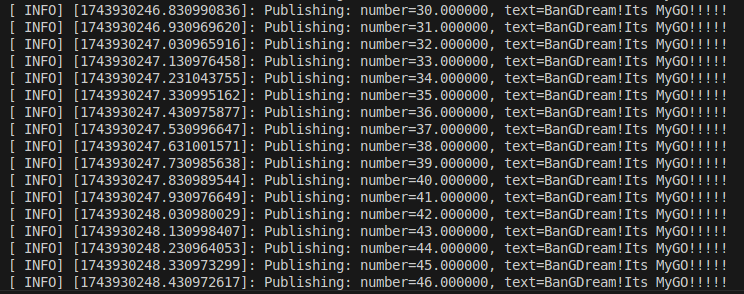 [ INFO] [1743930246.830990836]: Publishing: number=30.000000, text=BanGDream!Its MyGO!!!!!
[ INFO] [1743930246.930969620]: Publishing: number=31.000000, text=BanGDream!Its MyGO!!!!!
[ INFO] [1743930247.030965916]: Publishing: number=32.000000, text=BanGDream!Its MyGO!!!!!
[ INFO] [1743930247.130976458]: Publishing: number=33.000000, text=BanGDream!Its MyGO!!!!!
[ INFO] [1743930247.231043755]: Publishing: number=34.000000, text=BanGDream!Its MyGO!!!!!
[ INFO] [1743930247.330995162]: Publishing: number=35.000000, text=BanGDream!Its MyGO!!!!!
[ INFO] [1743930247.430975877]: Publishing: number=36.000000, text=BanGDream!Its MyGO!!!!!
[ INFO] [1743930247.530996647]: Publishing: number=37.000000, text=BanGDream!Its MyGO!!!!!
[ INFO] [1743930247.631001571]: Publishing: number=38.000000, text=BanGDream!Its MyGO!!!!!
[ INFO] [1743930247.730985638]: Publishing: number=39.000000, text=BanGDream!Its MyGO!!!!!
[ INFO] [1743930247.830989544]: Publishing: number=40.000000, text=BanGDream!Its MyGO!!!!!
[ INFO] [1743930247.930976649]: Publishing: number=41.000000, text=BanGDream!Its MyGO!!!!!
[ INFO] [1743930248.030980029]: Publishing: number=42.000000, text=BanGDream!Its MyGO!!!!!
[ INFO] [1743930248.130998407]: Publishing: number=43.000000, text=BanGDream!Its MyGO!!!!!
[ INFO] [1743930248.230964053]: Publishing: number=44.000000, text=BanGDream!Its MyGO!!!!!
[ INFO] [1743930248.330973299]: Publishing: number=45.000000, text=BanGDream!Its MyGO!!!!!
[ INFO] [1743930248.430972617]: Publishing: number=46.000000, text=BanGDream!Its MyGO!!!!!